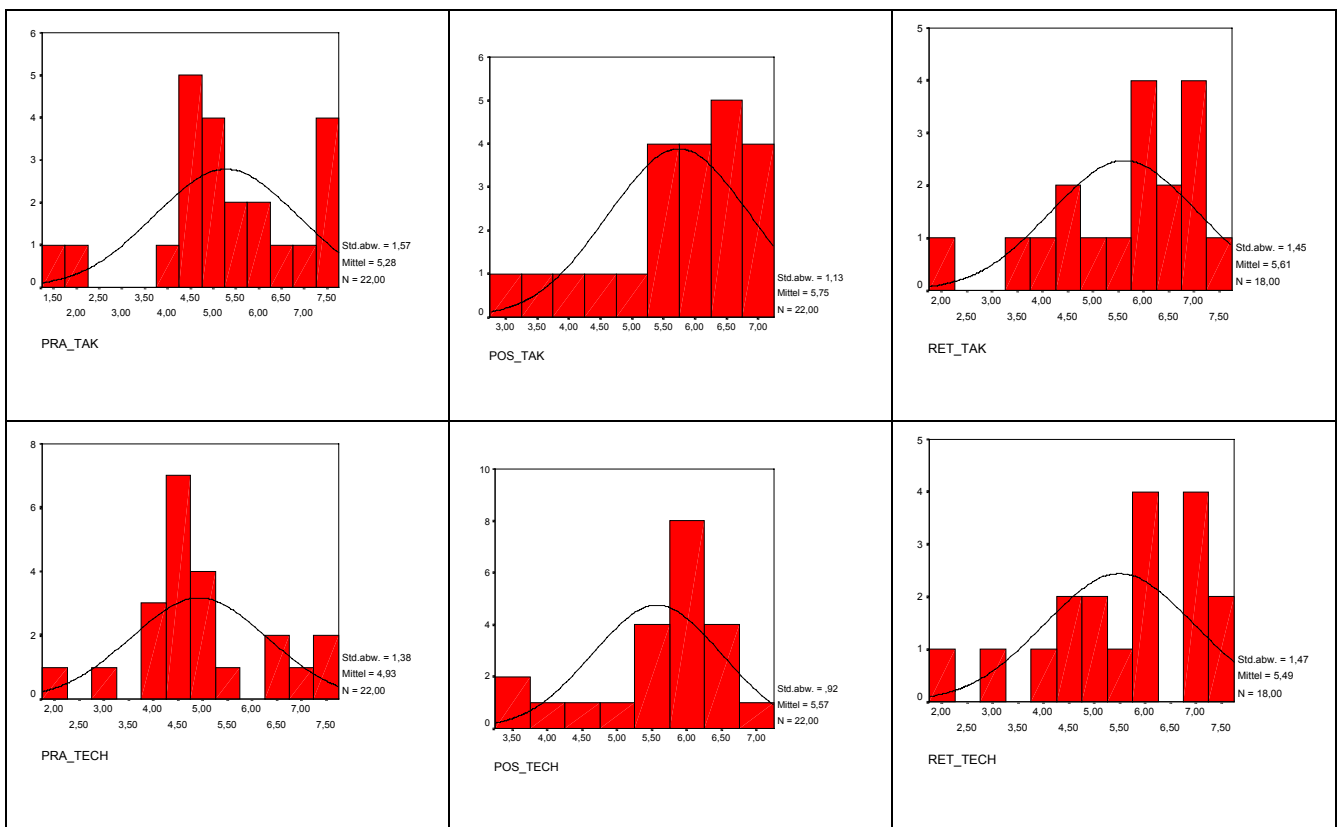 6
5
4
3
2
1
0
Std.abw. = 1,57
Mittel = 5,28
N = 22,00
1,50 2,50 3,50 4,50 5,50 6,50 7,50
2,00 3,00 4,00 5,00 6,00 7,00
PRA_TAK
6
5
4
3
2
1
0
Std.abw. = 1,13
Mittel = 5,75
N = 22,00
3,00 3,50 4,00 4,50 5,00 5,50 6,00 6,50 7,00
POS_TAK
5
4
3
2
1
0
Std.abw. = 1,45
Mittel = 5,61
N = 18,00
2,00 3,00 4,00 5,00 6,00 7,00
2,50 3,50 4,50 5,50 6,50 7,50
RET_TAK
8
6
4
2
0
Std.abw. = 1,38
Mittel = 4,93
N = 22,00
2,00 3,00 4,00 5,00 6,00 7,00
2,50 3,50 4,50 5,50 6,50 7,50
PRA_TECH
10
8
6
4
2
0
Std.abw. = ,92
Mittel = 5,57
N = 22,00
3,50 4,00 4,50 5,00 5,50 6,00 6,50 7,00
POS_TECH
5
4
3
2
1
0
Std.abw. = 1,47
Mittel = 5,49
N = 18,00
2,00 3,00 4,00 5,00 6,00 7,00
2,50 3,50 4,50 5,50 6,50 7,50
RET_TECH